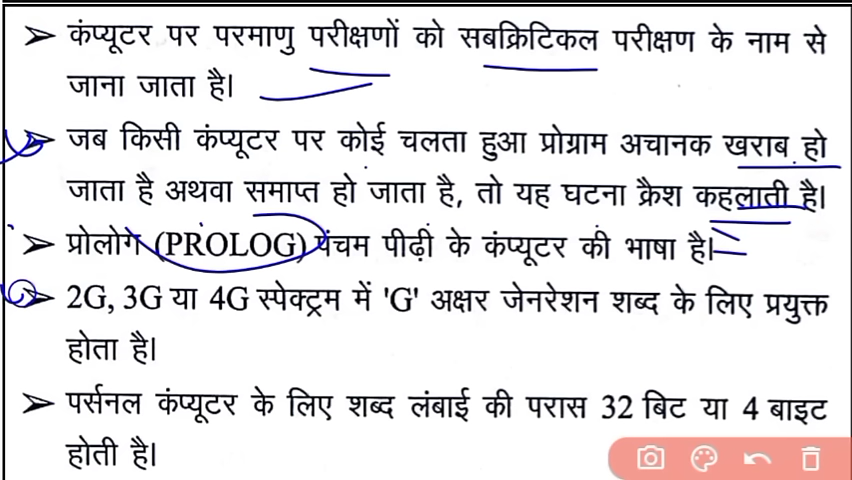 ➢ कंप्यूटर पर परमाणु परीक्षणों को सबक्रिटिकल परीक्षण के नाम से
जाना जाता है।
➢ जब किसी कंप्यूटर पर कोई चलता हुआ प्रोग्राम अचानक खराब हो
जाता है अथवा समाप्त हो जाता है, तो यह घटना क्रैश कहलाती है।
➢ प्रोलोग (PROLOG) पंचम पीढ़ी के कंप्यूटर की भाषा है।
➢ 2G, 3G या 4G स्पेक्ट्रम में 'G' अक्षर जेनरेशन शब्द के लिए प्रयुक्त
होता है।
➢ पर्सनल कंप्यूटर के लिए शब्द लंबाई की परास 32 बिट या 4 बाइट
होती है।